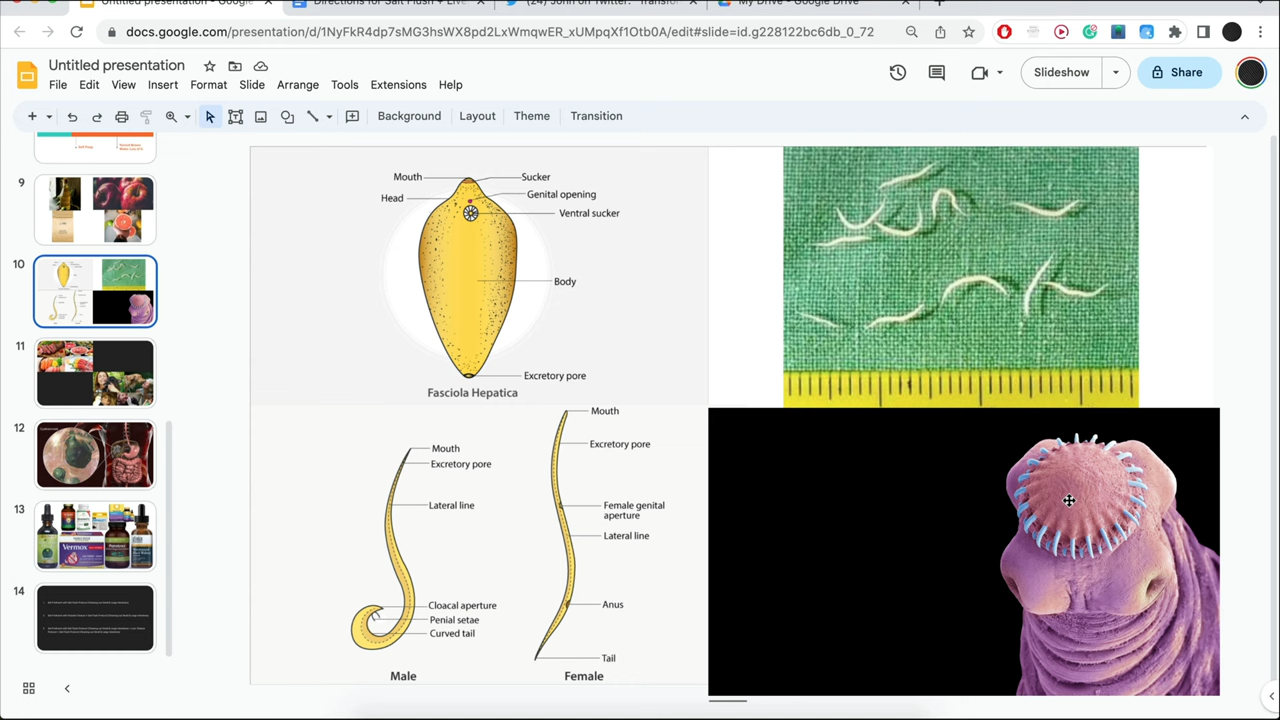 Untitled presentation - Google
Directions for Salt Flush + Live
(24) John on Twitter: "Transfor
My Drive - Google Drive
docs.google.com/presentation/d/1NyFkR4dp7sMG3hsWX8pd2LxWmqwER_xUMpqXf1Otb0A/edit#slide=id.g228122bc6db_0_72
Untitled presentation
File Edit View Insert Format Slide Arrange Tools Extensions Help
Slideshow
Share
Background Layout Theme Transition
9
10
11
12
13
Vermox
14
Mouth
Sucker
Head
Genital opening
Ventral sucker
Body
Excretory pore
Fasciola Hepatica
Mouth
Excretory pore
Lateral line
Cloacal aperture
Penial setae
Curved tail
Male
Mouth
Excretory pore
Female genital
aperture
Lateral line
Anus
Tail
Female